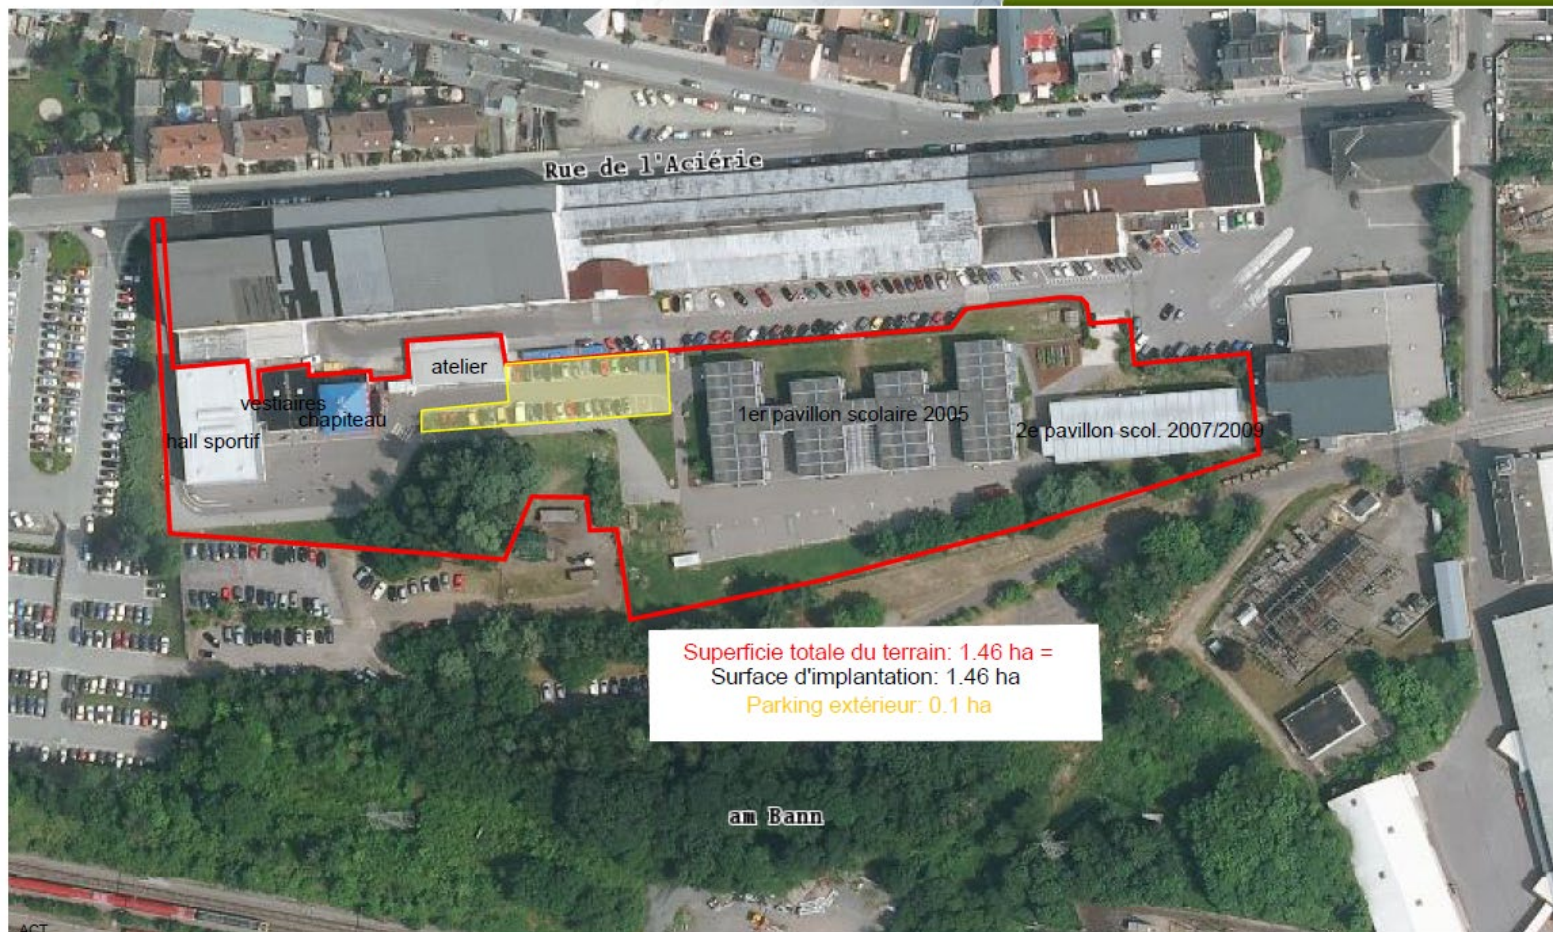 Rue de l'Aciérie
atelier
vestiaires
chapiteau
hall sportif
1er pavillon scolaire 2005
2e pavillon scol. 2007/2009
Superficie totale du terrain: 1.46 ha =
Surface d'implantation: 1.46 ha
Parking extérieur: 0.1 ha
am Bann
ACT